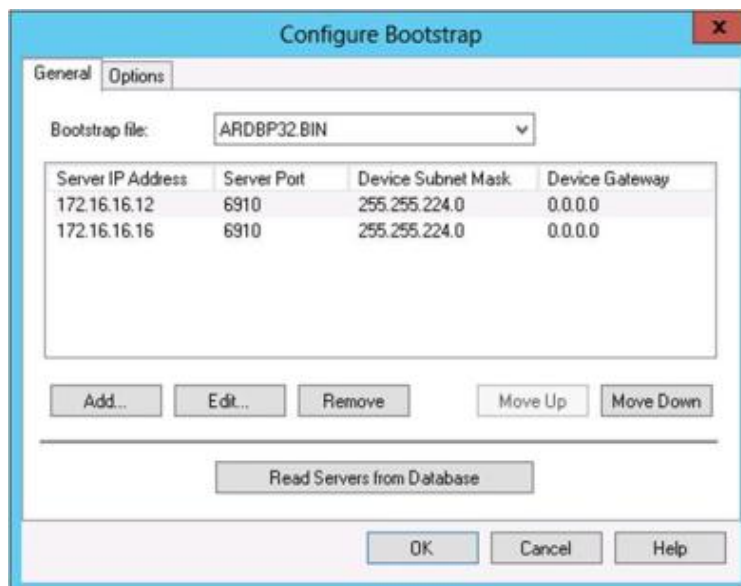 Configure Bootstrap
x
General Options
Bootstrap file: ARDBP32.BIN
Server IP Address Server Port Device Subnet Mask Device Gateway
172.16.16.12 6910 255.255.224.0 0.0.0.0
172.16.16.16 6910 255.255.224.0 0.0.0.0
Add... Edit... Remove Move Up Move Down
Read Servers from Database
OK Cancel Help